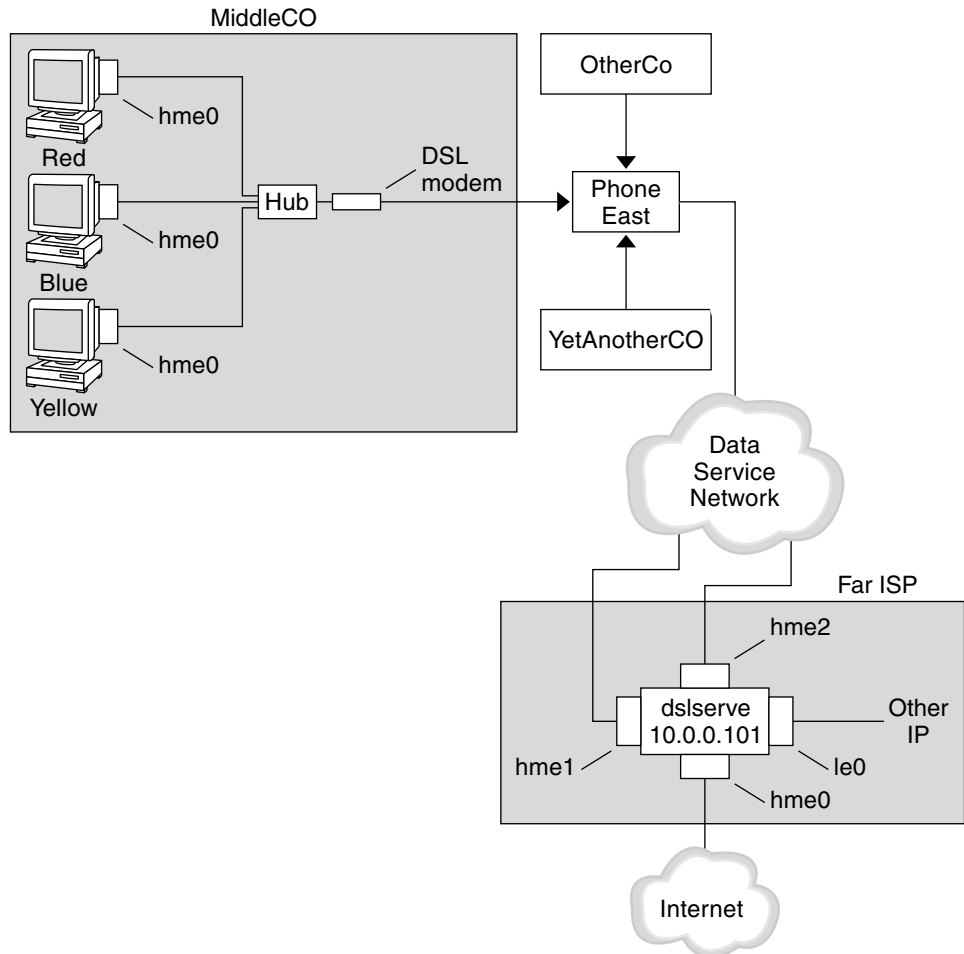 MiddleCO
hme0
Red
hme0
Blue
hme0
Yellow
Hub
DSL
modem
OtherCo
Phone
East
YetAnotherCO
Data
Service
Network
Far ISP
hme2
dslserve
10.0.0.101
Other
IP
hme1
le0
hme0
Internet